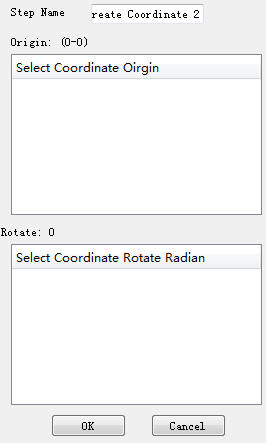 Step Name reate Coordinate 2
Origin: (0-0)
Select Coordinate Oirgin
Rotate: 0
Select Coordinate Rotate Radian
OK Cancel